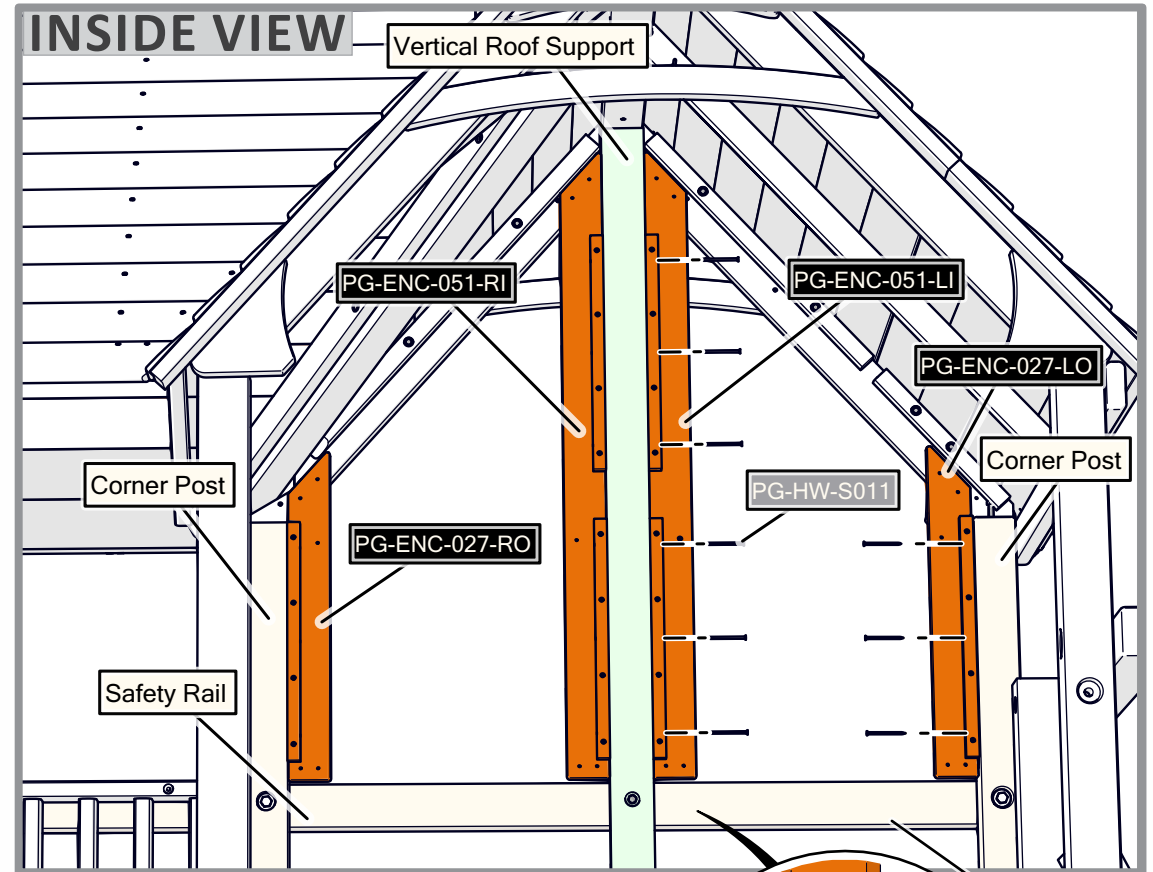 INSIDE VIEW
Vertical Roof Support
PG-ENC-051-RI
PG-ENC-051-LI
PG-ENC-027-LO
Corner Post
Corner Post
PG-HW-S011
PG-ENC-027-RO
Safety Rail